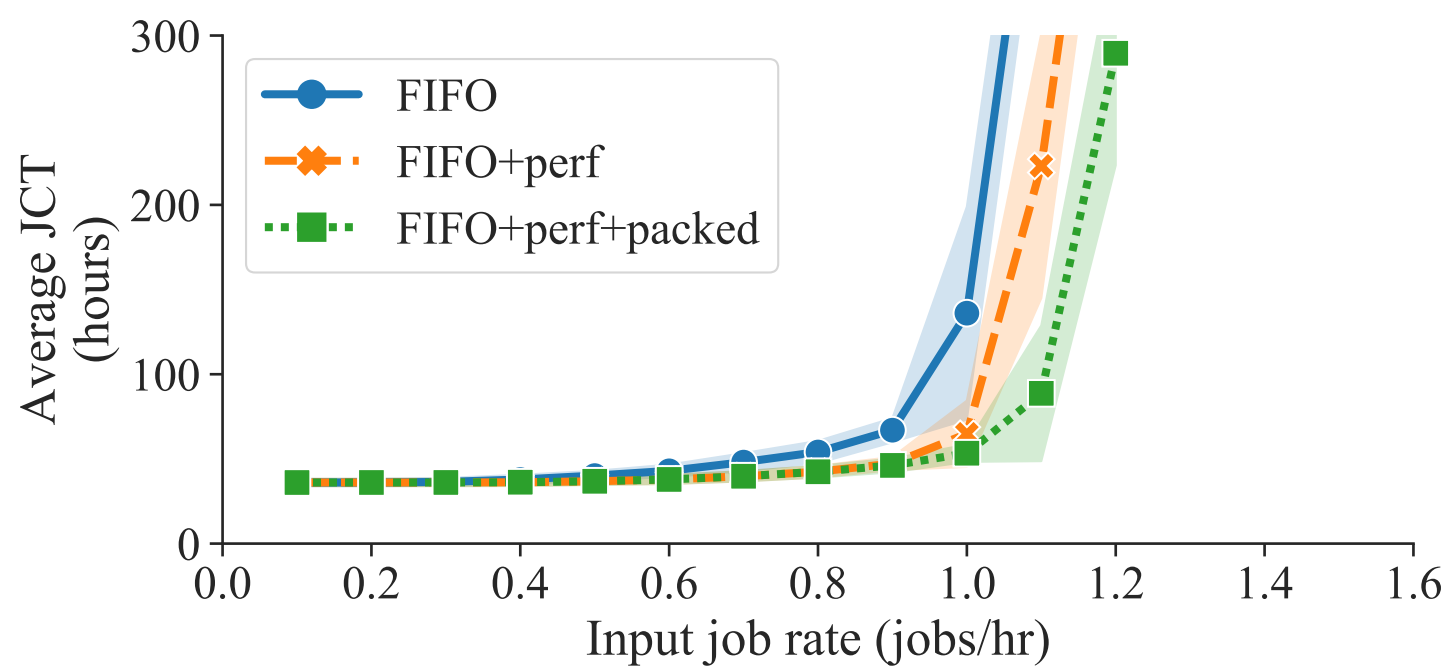 300
200
100
0
Average JCT
(hours)
FIFO
FIFO+perf
FIFO+perf+packed
0.0 0.2 0.4 0.6 0.8 1.0 1.2 1.4 1.6
Input job rate (jobs/hr)